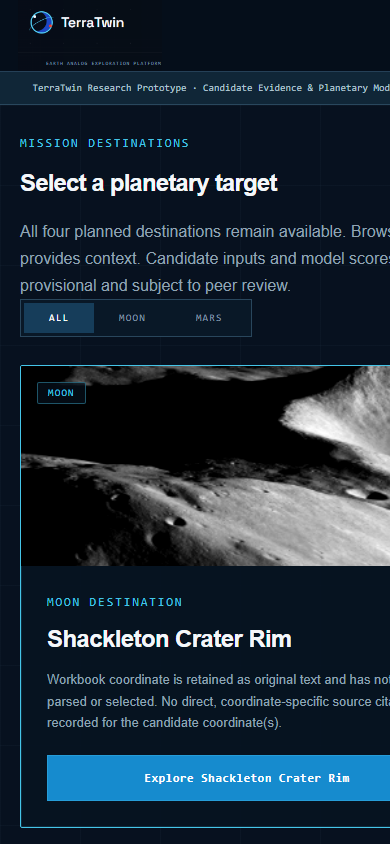 TerraTwin
EARTH ANALOG EXPLORATION PLATFORM
TerraTwin Research Prototype · Candidate Evidence & Planetary Mod
MISSION DESTINATIONS
Select a planetary target
All four planned destinations remain available. Brows
provides context. Candidate inputs and model scores
provisional and subject to peer review.
ALL MOON MARS
MOON
MOON DESTINATION
Shackleton Crater Rim
Workbook coordinate is retained as original text and has not
parsed or selected. No direct, coordinate-specific source cita
recorded for the candidate coordinate(s).
Explore Shackleton Crater Rim